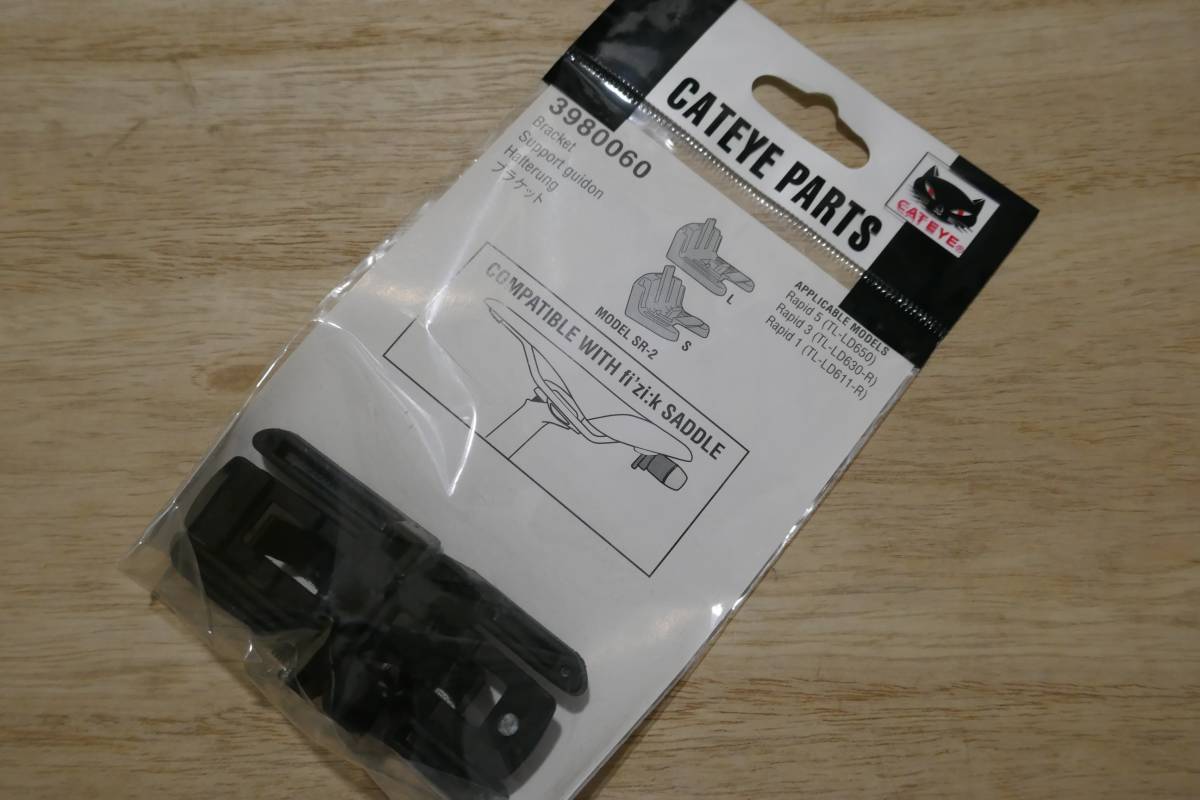 CATEYE PARTS
CATEYE®
3980060
Bracket
Support guidon
Halterung
ブラケット
L
S
MODEL SR-2
APPLICABLE MODELS
Rapid 5 (TL-LD650)
Rapid 3 (TL-LD630-R)
Rapid 1 (TL-LD611-R)
COMPATIBLE WITH fi'zi:k SADDLE